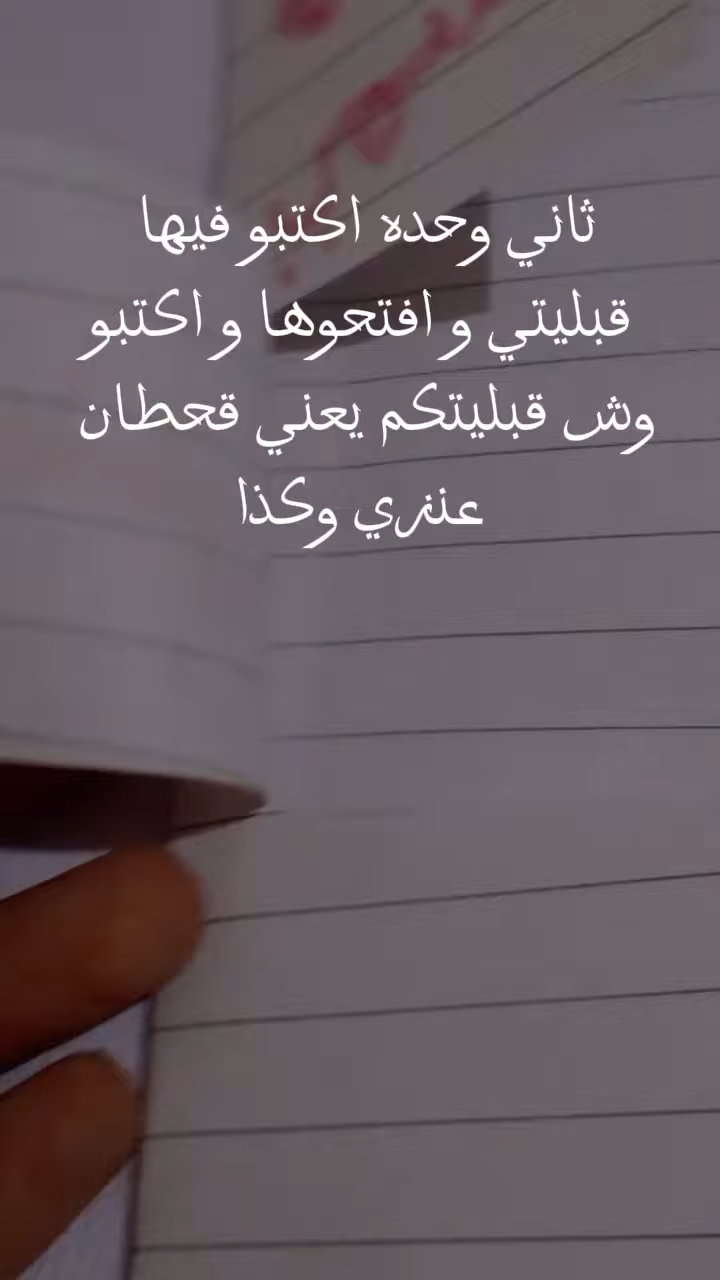 ثاني وحده اكتبو فيها
قبليتي و افتحوها و اكتبو
وش قبليتكم يعني قحطان
عنزي وكذا